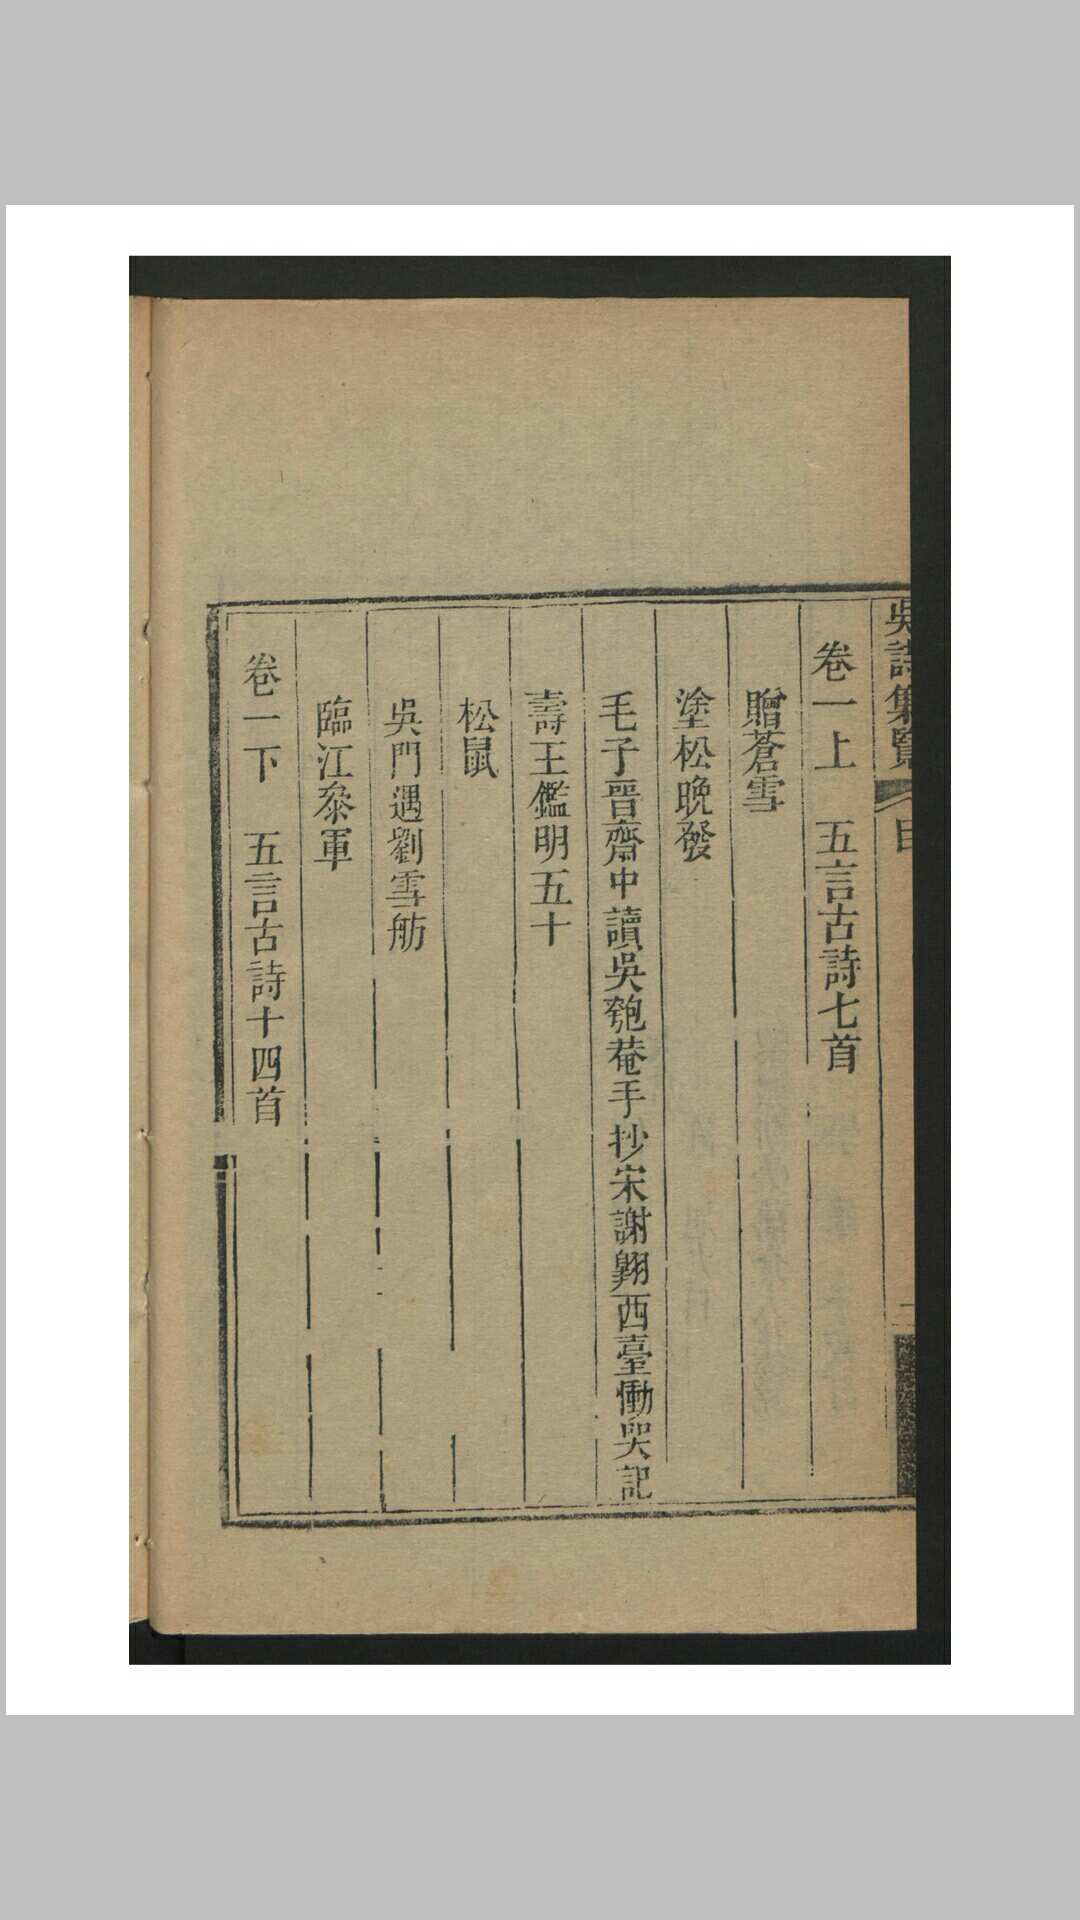 吳詩集覽 目 二
卷一上 五言古詩七首
贈蒼雪
塗松晚發
毛子晉齋中讀吳匏菴手抄宋謝翱西臺慟哭記
壽王鑑明五十
松鼠
吳門遇劉雪舫
臨江叅軍
卷一下 五言古詩十四首